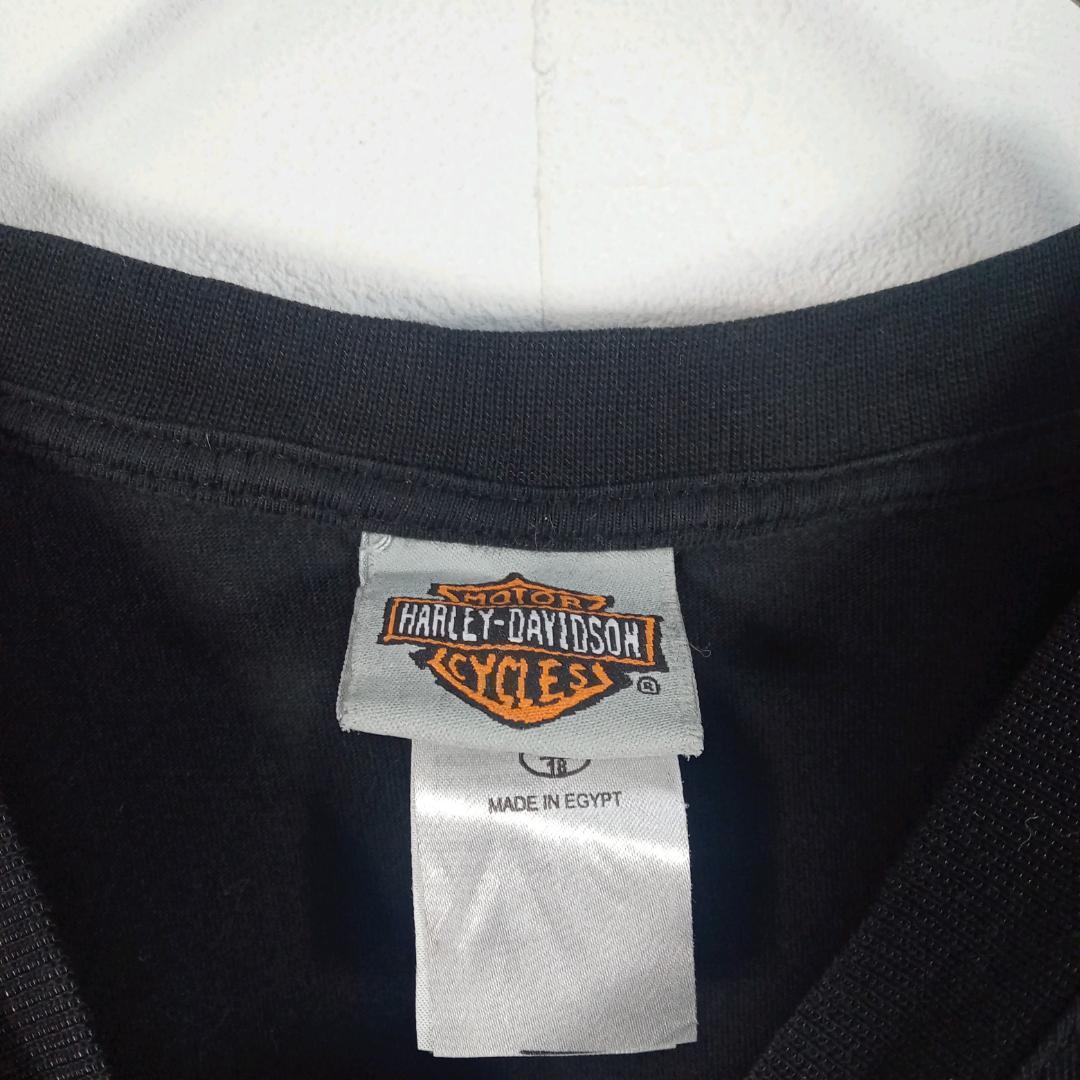 MOTOR
HARLEY-DAVIDSON
CYCLES
®
18
MADE IN EGYPT